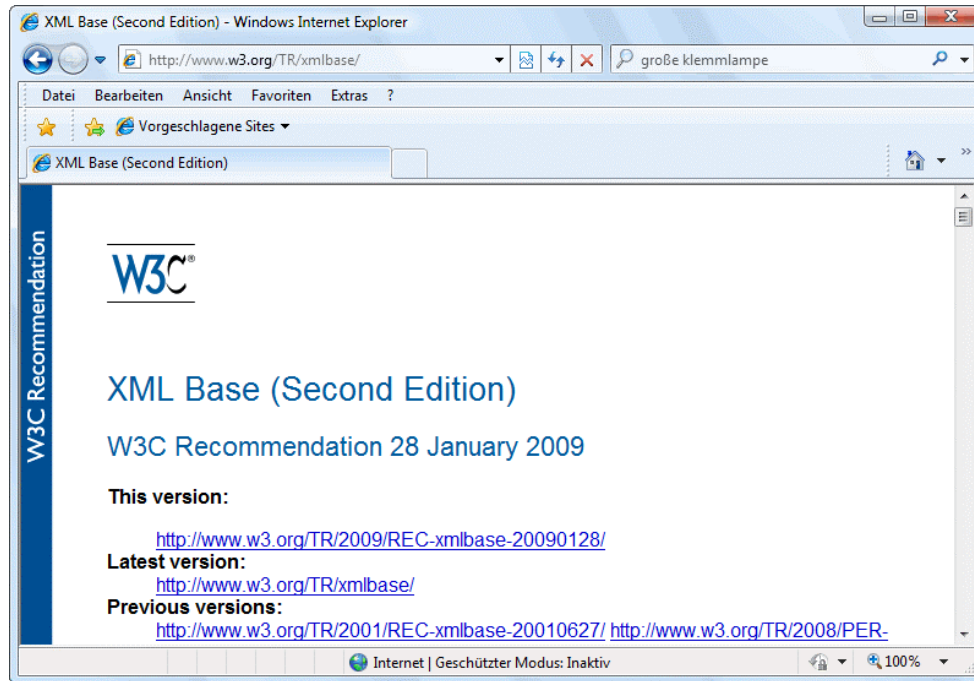 XML Base (Second Edition) - Windows Internet Explorer
http://www.w3.org/TR/xmlbase/
große klemmlampe
Datei Bearbeiten Ansicht Favoriten Extras ?
Vorgeschlagene Sites
XML Base (Second Edition)
»
W3C Recommendation
W3C®
XML Base (Second Edition)
W3C Recommendation 28 January 2009
This version:
http://www.w3.org/TR/2009/REC-xmlbase-20090128/
Latest version:
http://www.w3.org/TR/xmlbase/
Previous versions:
http://www.w3.org/TR/2001/REC-xmlbase-20010627/ http://www.w3.org/TR/2008/PER-
Internet | Geschützter Modus: Inaktiv
100%